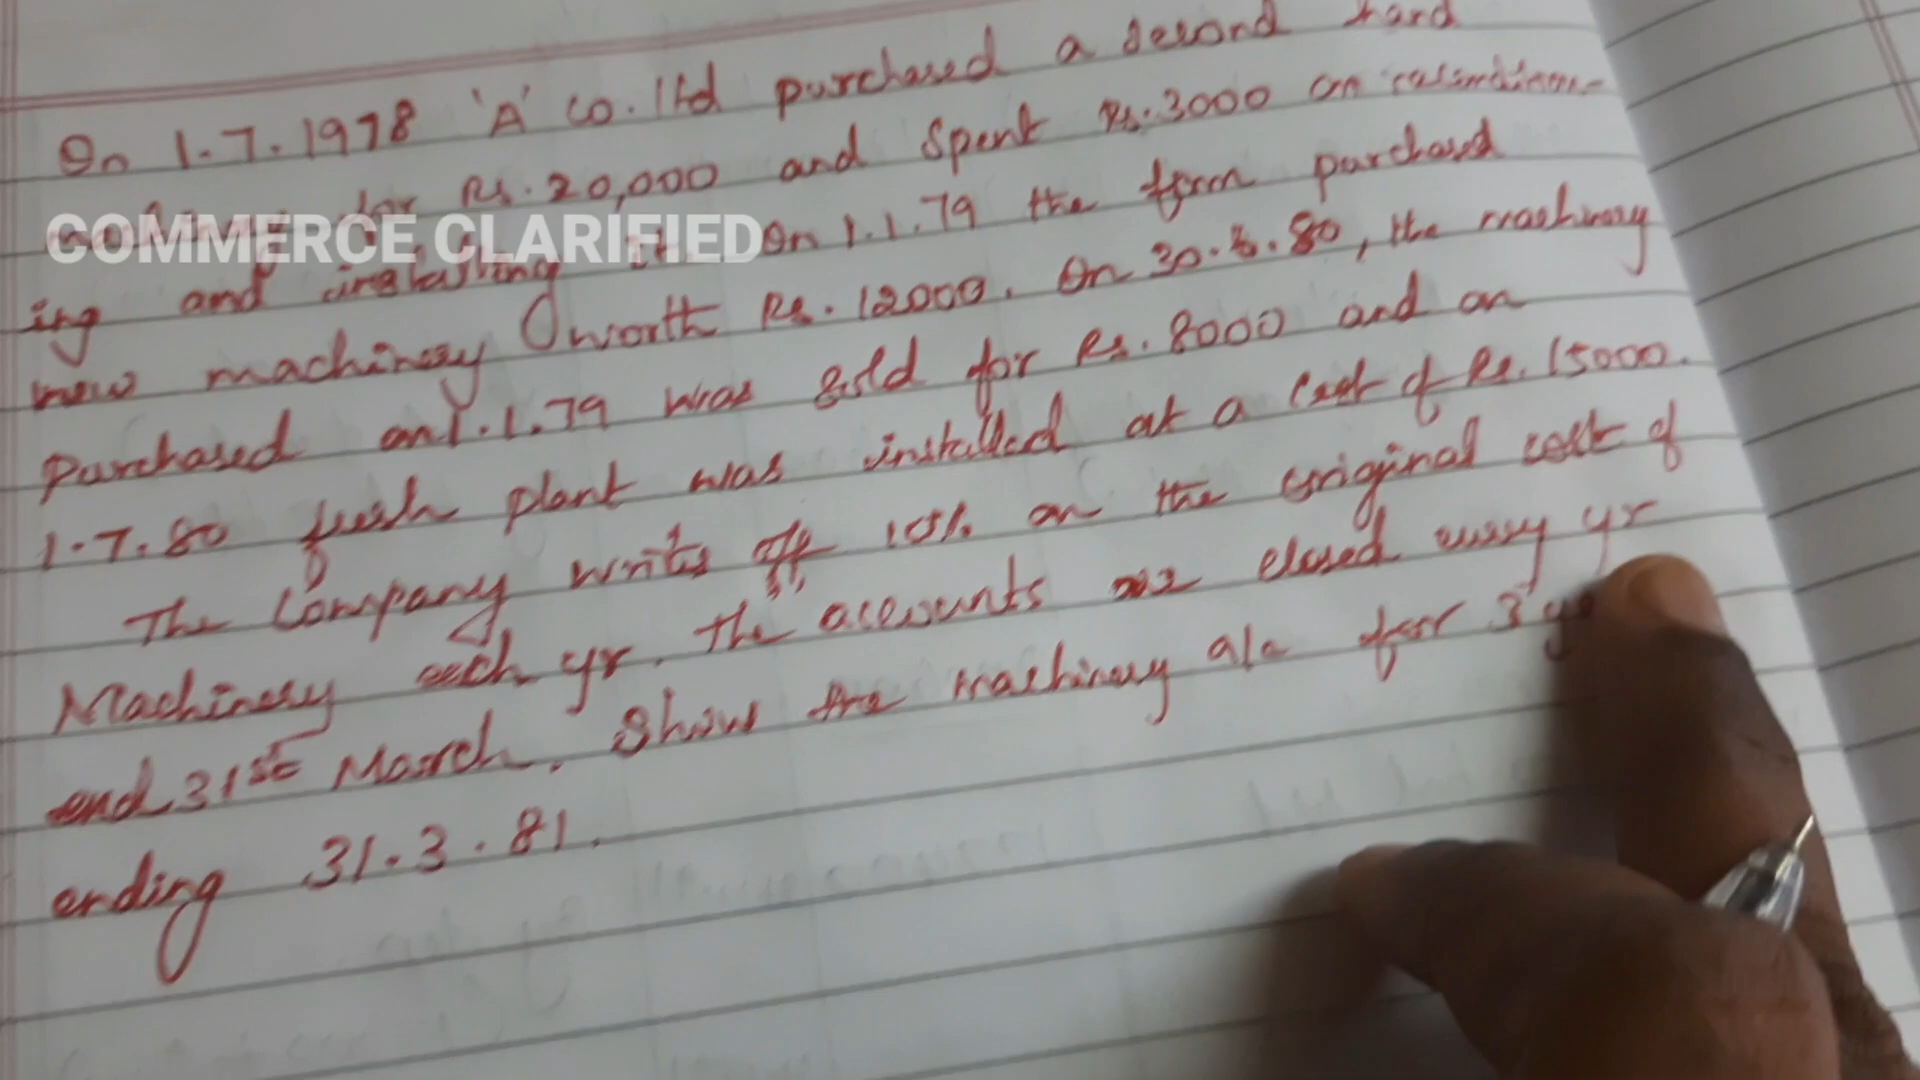 On 1.7.1978 'A' Co. ltd purchased a second hand
for Rs. 20,000 and spent Rs. 3000 on
COMMERCE CLARIFIED
ing and installing it. On 1.1.79 the firm purchased
new machinery worth Rs. 12000. On 30.6.80, the machinery
purchased on 1.1.79 was sold for Rs. 8000 and on
1.7.80 fresh plant was installed at a cost of Rs. 15000.
The Company writes off 10% on the original cost of
Machinery each yr. The accounts are closed every yr
end 31st March. Show the machinery a/c for 3
ending 31.3.81.